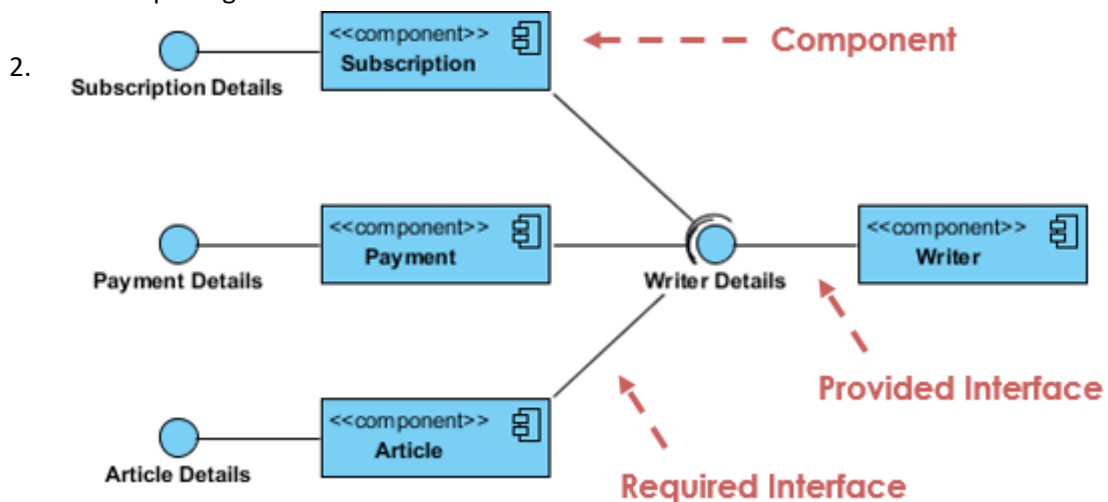 <<component>>
Subscription
Component
2.
Subscription Details
<<component>>
Payment
<<component>>
Writer
Payment Details
Writer Details
Provided Interface
<<component>>
Article
Article Details
Required Interface